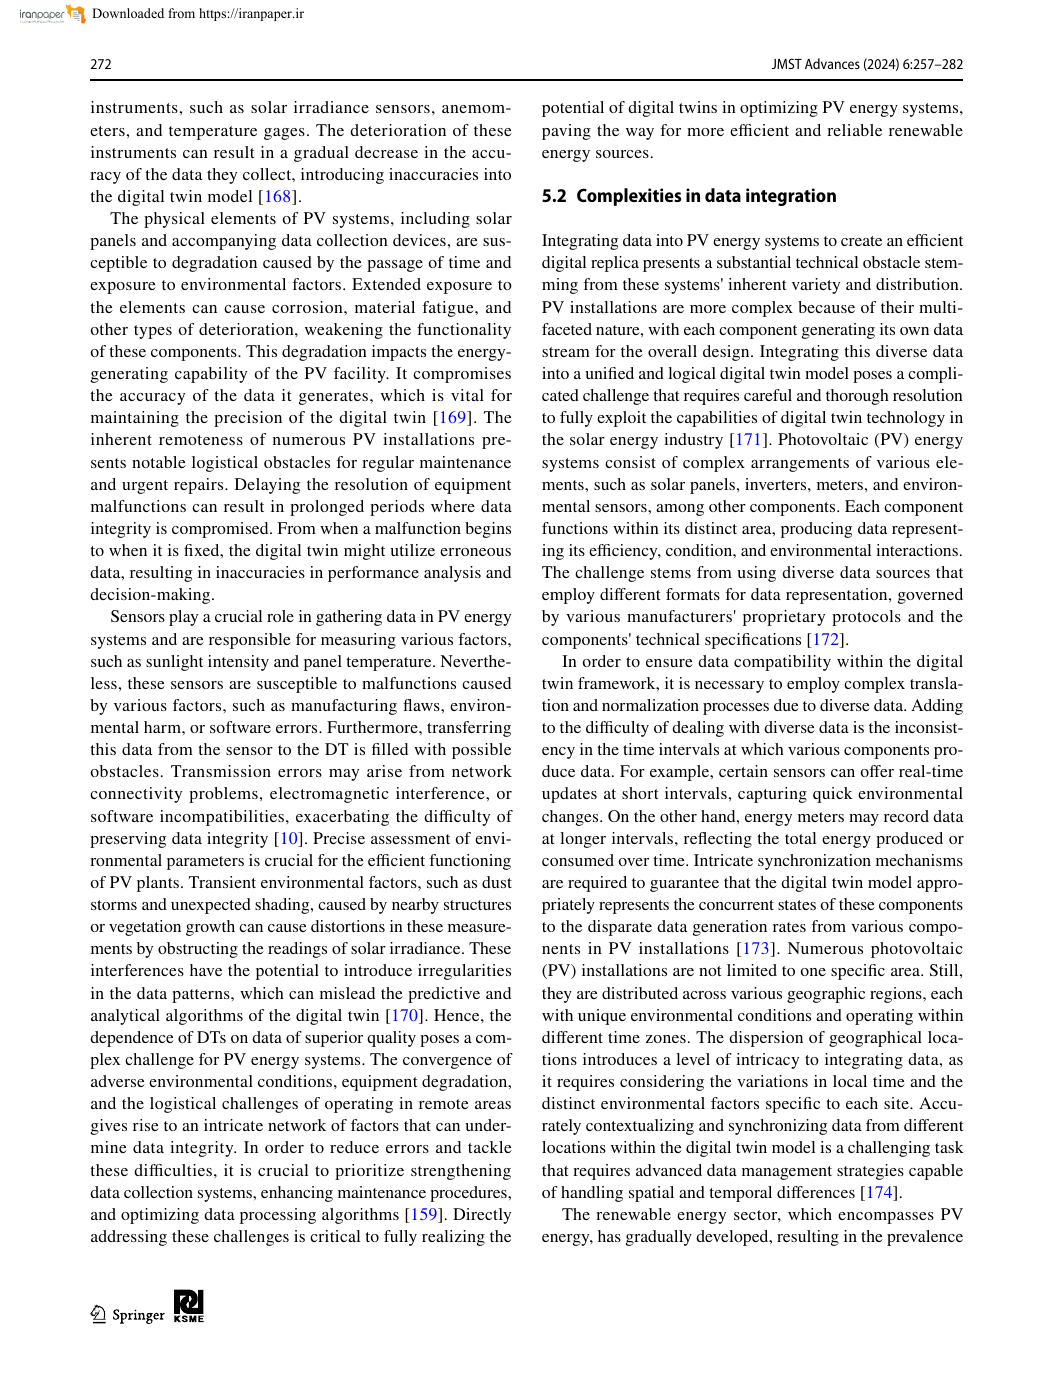 iranpaper
Downloaded from https://iranpaper.ir
272
JMST Advances (2024) 6:257–282
instruments, such as solar irradiance sensors, anemom-
eters, and temperature gages. The deterioration of these
instruments can result in a gradual decrease in the accu-
racy of the data they collect, introducing inaccuracies into
the digital twin model [168].
The physical elements of PV systems, including solar
panels and accompanying data collection devices, are sus-
ceptible to degradation caused by the passage of time and
exposure to environmental factors. Extended exposure to
the elements can cause corrosion, material fatigue, and
other types of deterioration, weakening the functionality
of these components. This degradation impacts the energy-
generating capability of the PV facility. It compromises
the accuracy of the data it generates, which is vital for
maintaining the precision of the digital twin [169]. The
inherent remoteness of numerous PV installations pre-
sents notable logistical obstacles for regular maintenance
and urgent repairs. Delaying the resolution of equipment
malfunctions can result in prolonged periods where data
integrity is compromised. From when a malfunction begins
to when it is fixed, the digital twin might utilize erroneous
data, resulting in inaccuracies in performance analysis and
decision-making.
Sensors play a crucial role in gathering data in PV energy
systems and are responsible for measuring various factors,
such as sunlight intensity and panel temperature. Neverthe-
less, these sensors are susceptible to malfunctions caused
by various factors, such as manufacturing flaws, environ-
mental harm, or software errors. Furthermore, transferring
this data from the sensor to the DT is filled with possible
obstacles. Transmission errors may arise from network
connectivity problems, electromagnetic interference, or
software incompatibilities, exacerbating the difficulty of
preserving data integrity [10]. Precise assessment of envi-
ronmental parameters is crucial for the efficient functioning
of PV plants. Transient environmental factors, such as dust
storms and unexpected shading, caused by nearby structures
or vegetation growth can cause distortions in these measure-
ments by obstructing the readings of solar irradiance. These
interferences have the potential to introduce irregularities
in the data patterns, which can mislead the predictive and
analytical algorithms of the digital twin [170]. Hence, the
dependence of DTs on data of superior quality poses a com-
plex challenge for PV energy systems. The convergence of
adverse environmental conditions, equipment degradation,
and the logistical challenges of operating in remote areas
gives rise to an intricate network of factors that can under-
mine data integrity. In order to reduce errors and tackle
these difficulties, it is crucial to prioritize strengthening
data collection systems, enhancing maintenance procedures,
and optimizing data processing algorithms [159]. Directly
addressing these challenges is critical to fully realizing the
potential of digital twins in optimizing PV energy systems,
paving the way for more efficient and reliable renewable
energy sources.
5.2 Complexities in data integration
Integrating data into PV energy systems to create an efficient
digital replica presents a substantial technical obstacle stem-
ming from these systems' inherent variety and distribution.
PV installations are more complex because of their multi-
faceted nature, with each component generating its own data
stream for the overall design. Integrating this diverse data
into a unified and logical digital twin model poses a compli-
cated challenge that requires careful and thorough resolution
to fully exploit the capabilities of digital twin technology in
the solar energy industry [171]. Photovoltaic (PV) energy
systems consist of complex arrangements of various ele-
ments, such as solar panels, inverters, meters, and environ-
mental sensors, among other components. Each component
functions within its distinct area, producing data represent-
ing its efficiency, condition, and environmental interactions.
The challenge stems from using diverse data sources that
employ different formats for data representation, governed
by various manufacturers' proprietary protocols and the
components' technical specifications [172].
In order to ensure data compatibility within the digital
twin framework, it is necessary to employ complex transla-
tion and normalization processes due to diverse data. Adding
to the difficulty of dealing with diverse data is the inconsist-
ency in the time intervals at which various components pro-
duce data. For example, certain sensors can offer real-time
updates at short intervals, capturing quick environmental
changes. On the other hand, energy meters may record data
at longer intervals, reflecting the total energy produced or
consumed over time. Intricate synchronization mechanisms
are required to guarantee that the digital twin model appro-
priately represents the concurrent states of these components
to the disparate data generation rates from various compo-
nents in PV installations [173]. Numerous photovoltaic
(PV) installations are not limited to one specific area. Still,
they are distributed across various geographic regions, each
with unique environmental conditions and operating within
different time zones. The dispersion of geographical loca-
tions introduces a level of intricacy to integrating data, as
it requires considering the variations in local time and the
distinct environmental factors specific to each site. Accu-
rately contextualizing and synchronizing data from different
locations within the digital twin model is a challenging task
that requires advanced data management strategies capable
of handling spatial and temporal differences [174].
The renewable energy sector, which encompasses PV
energy, has gradually developed, resulting in the prevalence
Springer
KSME